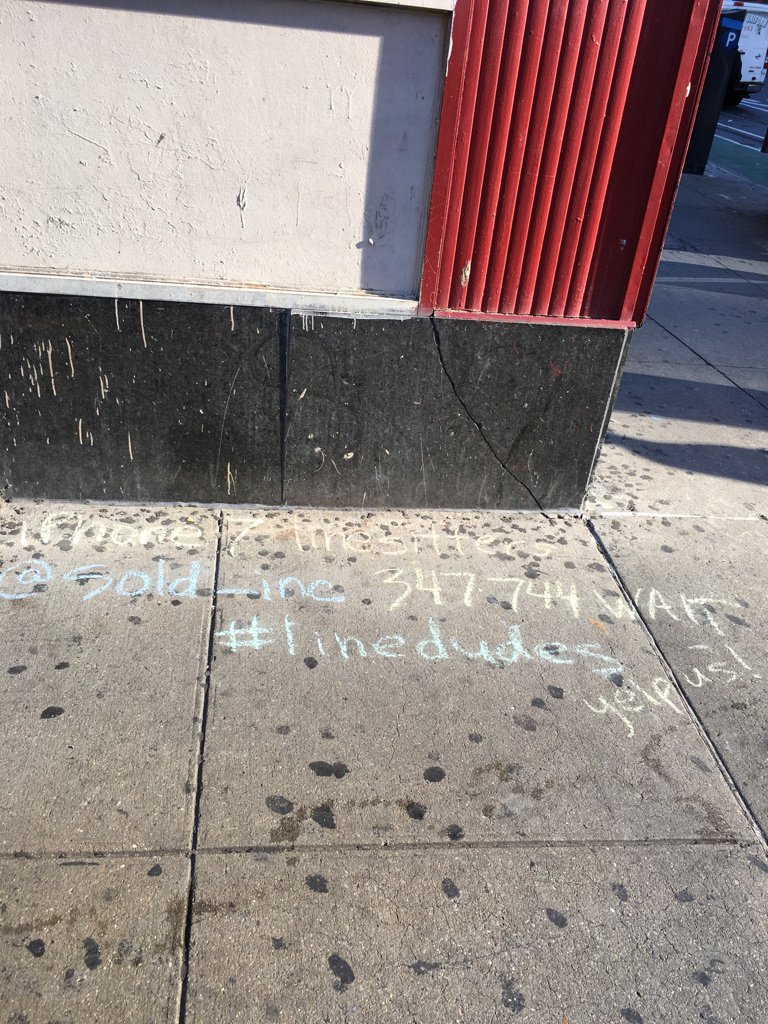 iPhone 7 linesitters
@Sold_inc 347-744 WAIT
#linedudes
yelp us!
P